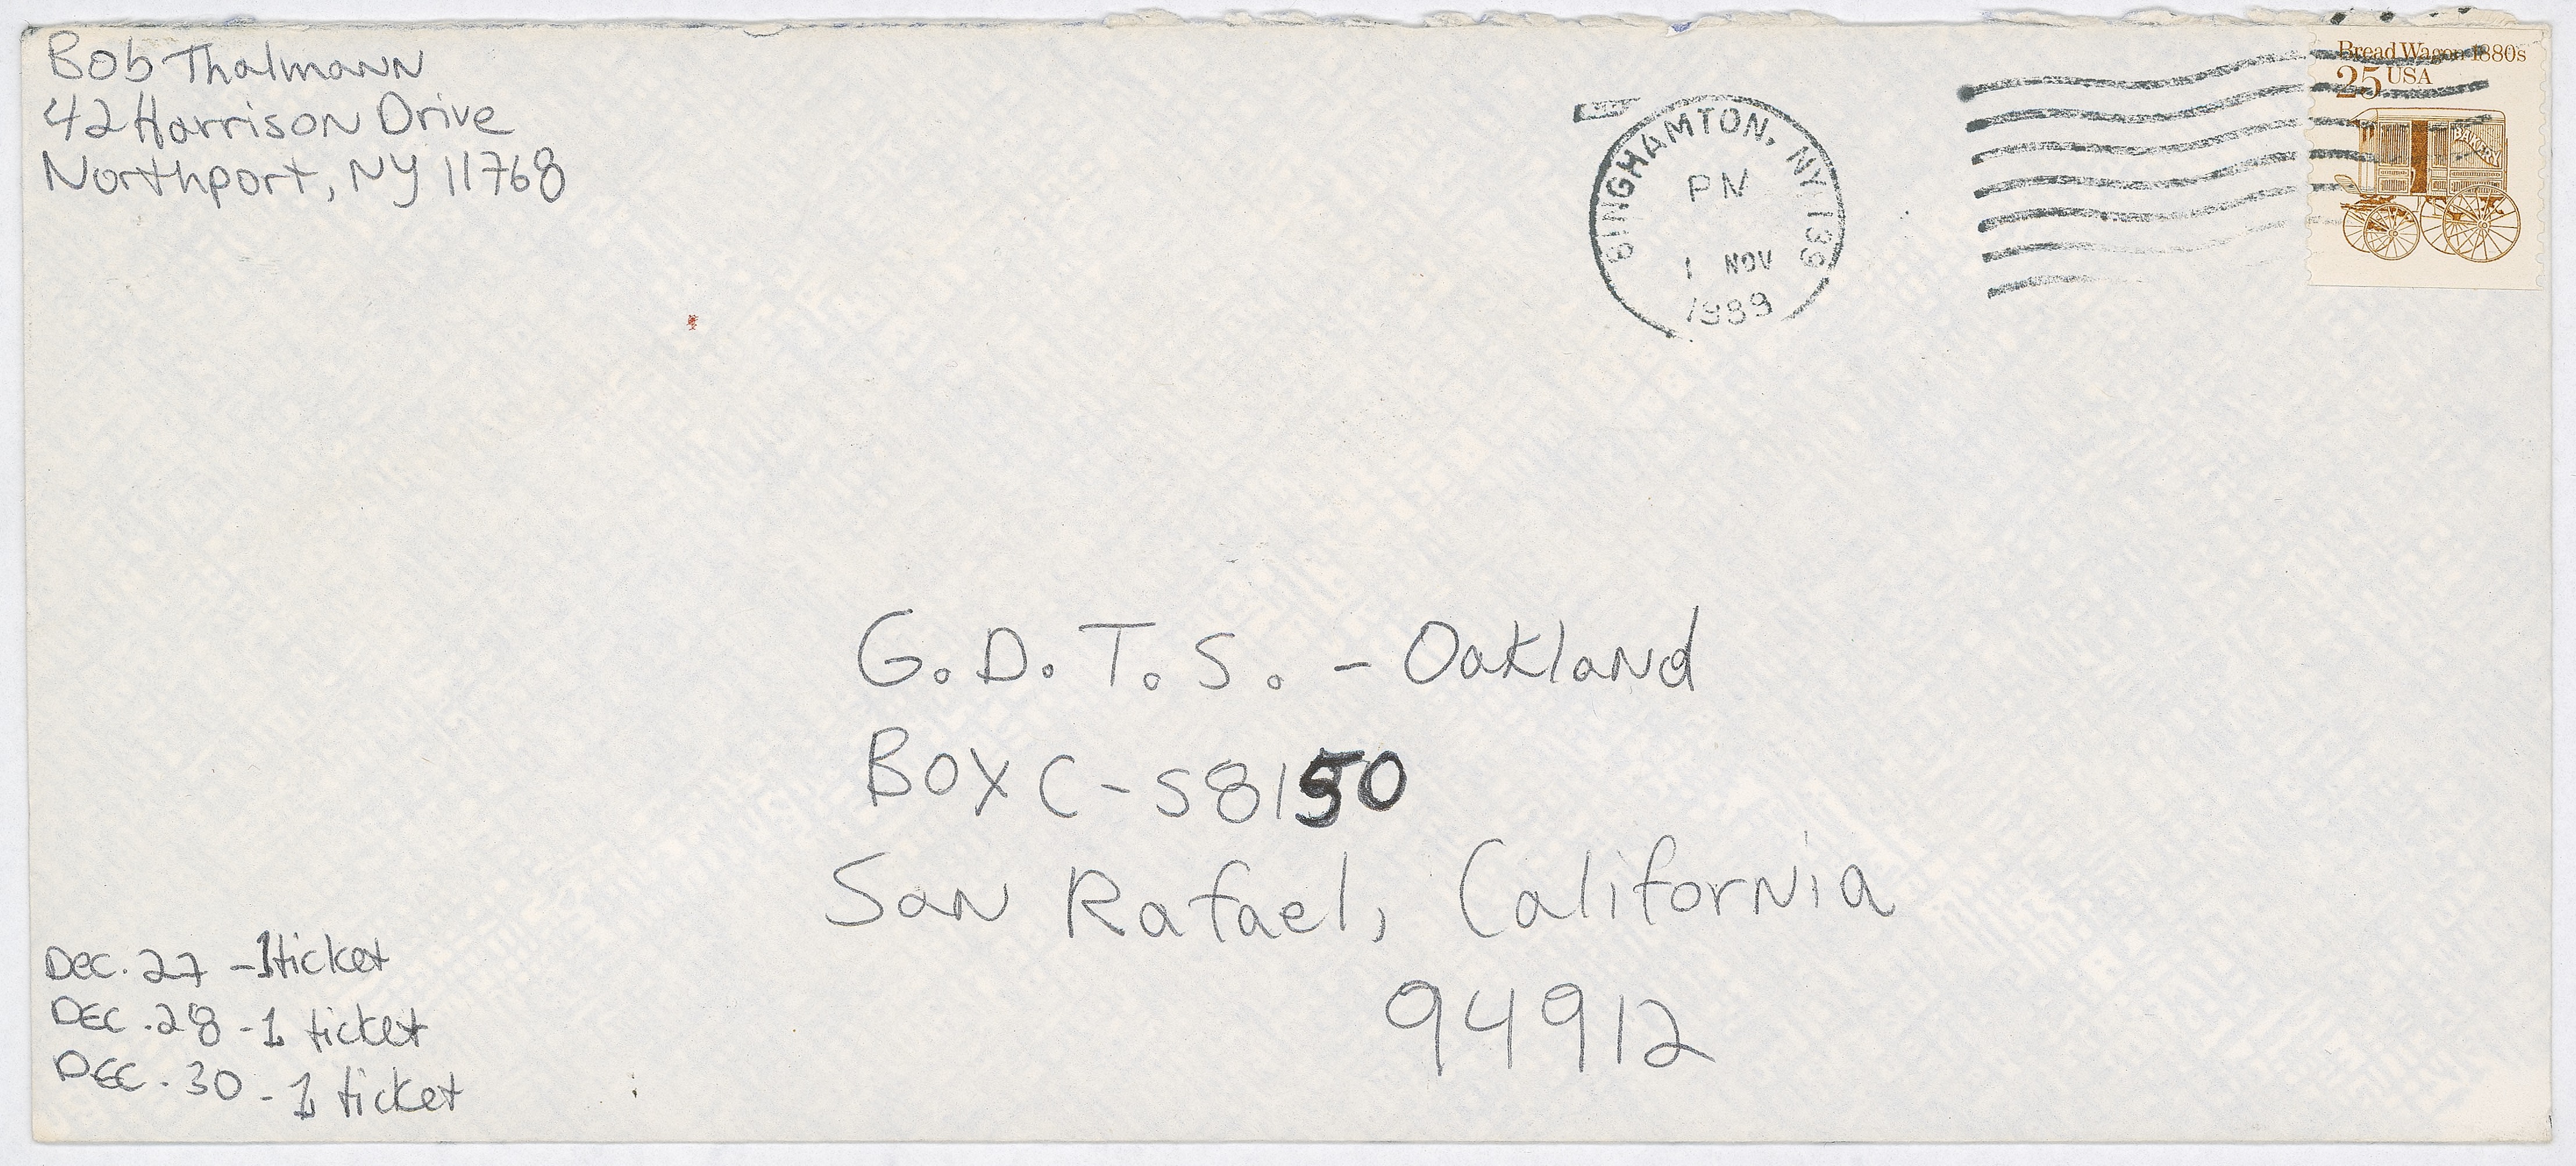 Bob Thalmann
42 Harrison Drive
Northport, NY 11768
BINGHAMTON, NY 139
PM
1 NOV
1989
Bread Wagon 1880s
25 USA
BAKERY
G.D.T.S. - Oakland
BOX C-S8150
San Rafael, California
94912
Dec. 27 - 1 ticket
DEC. 28 - 1 ticket
DEC. 30 - 1 ticket